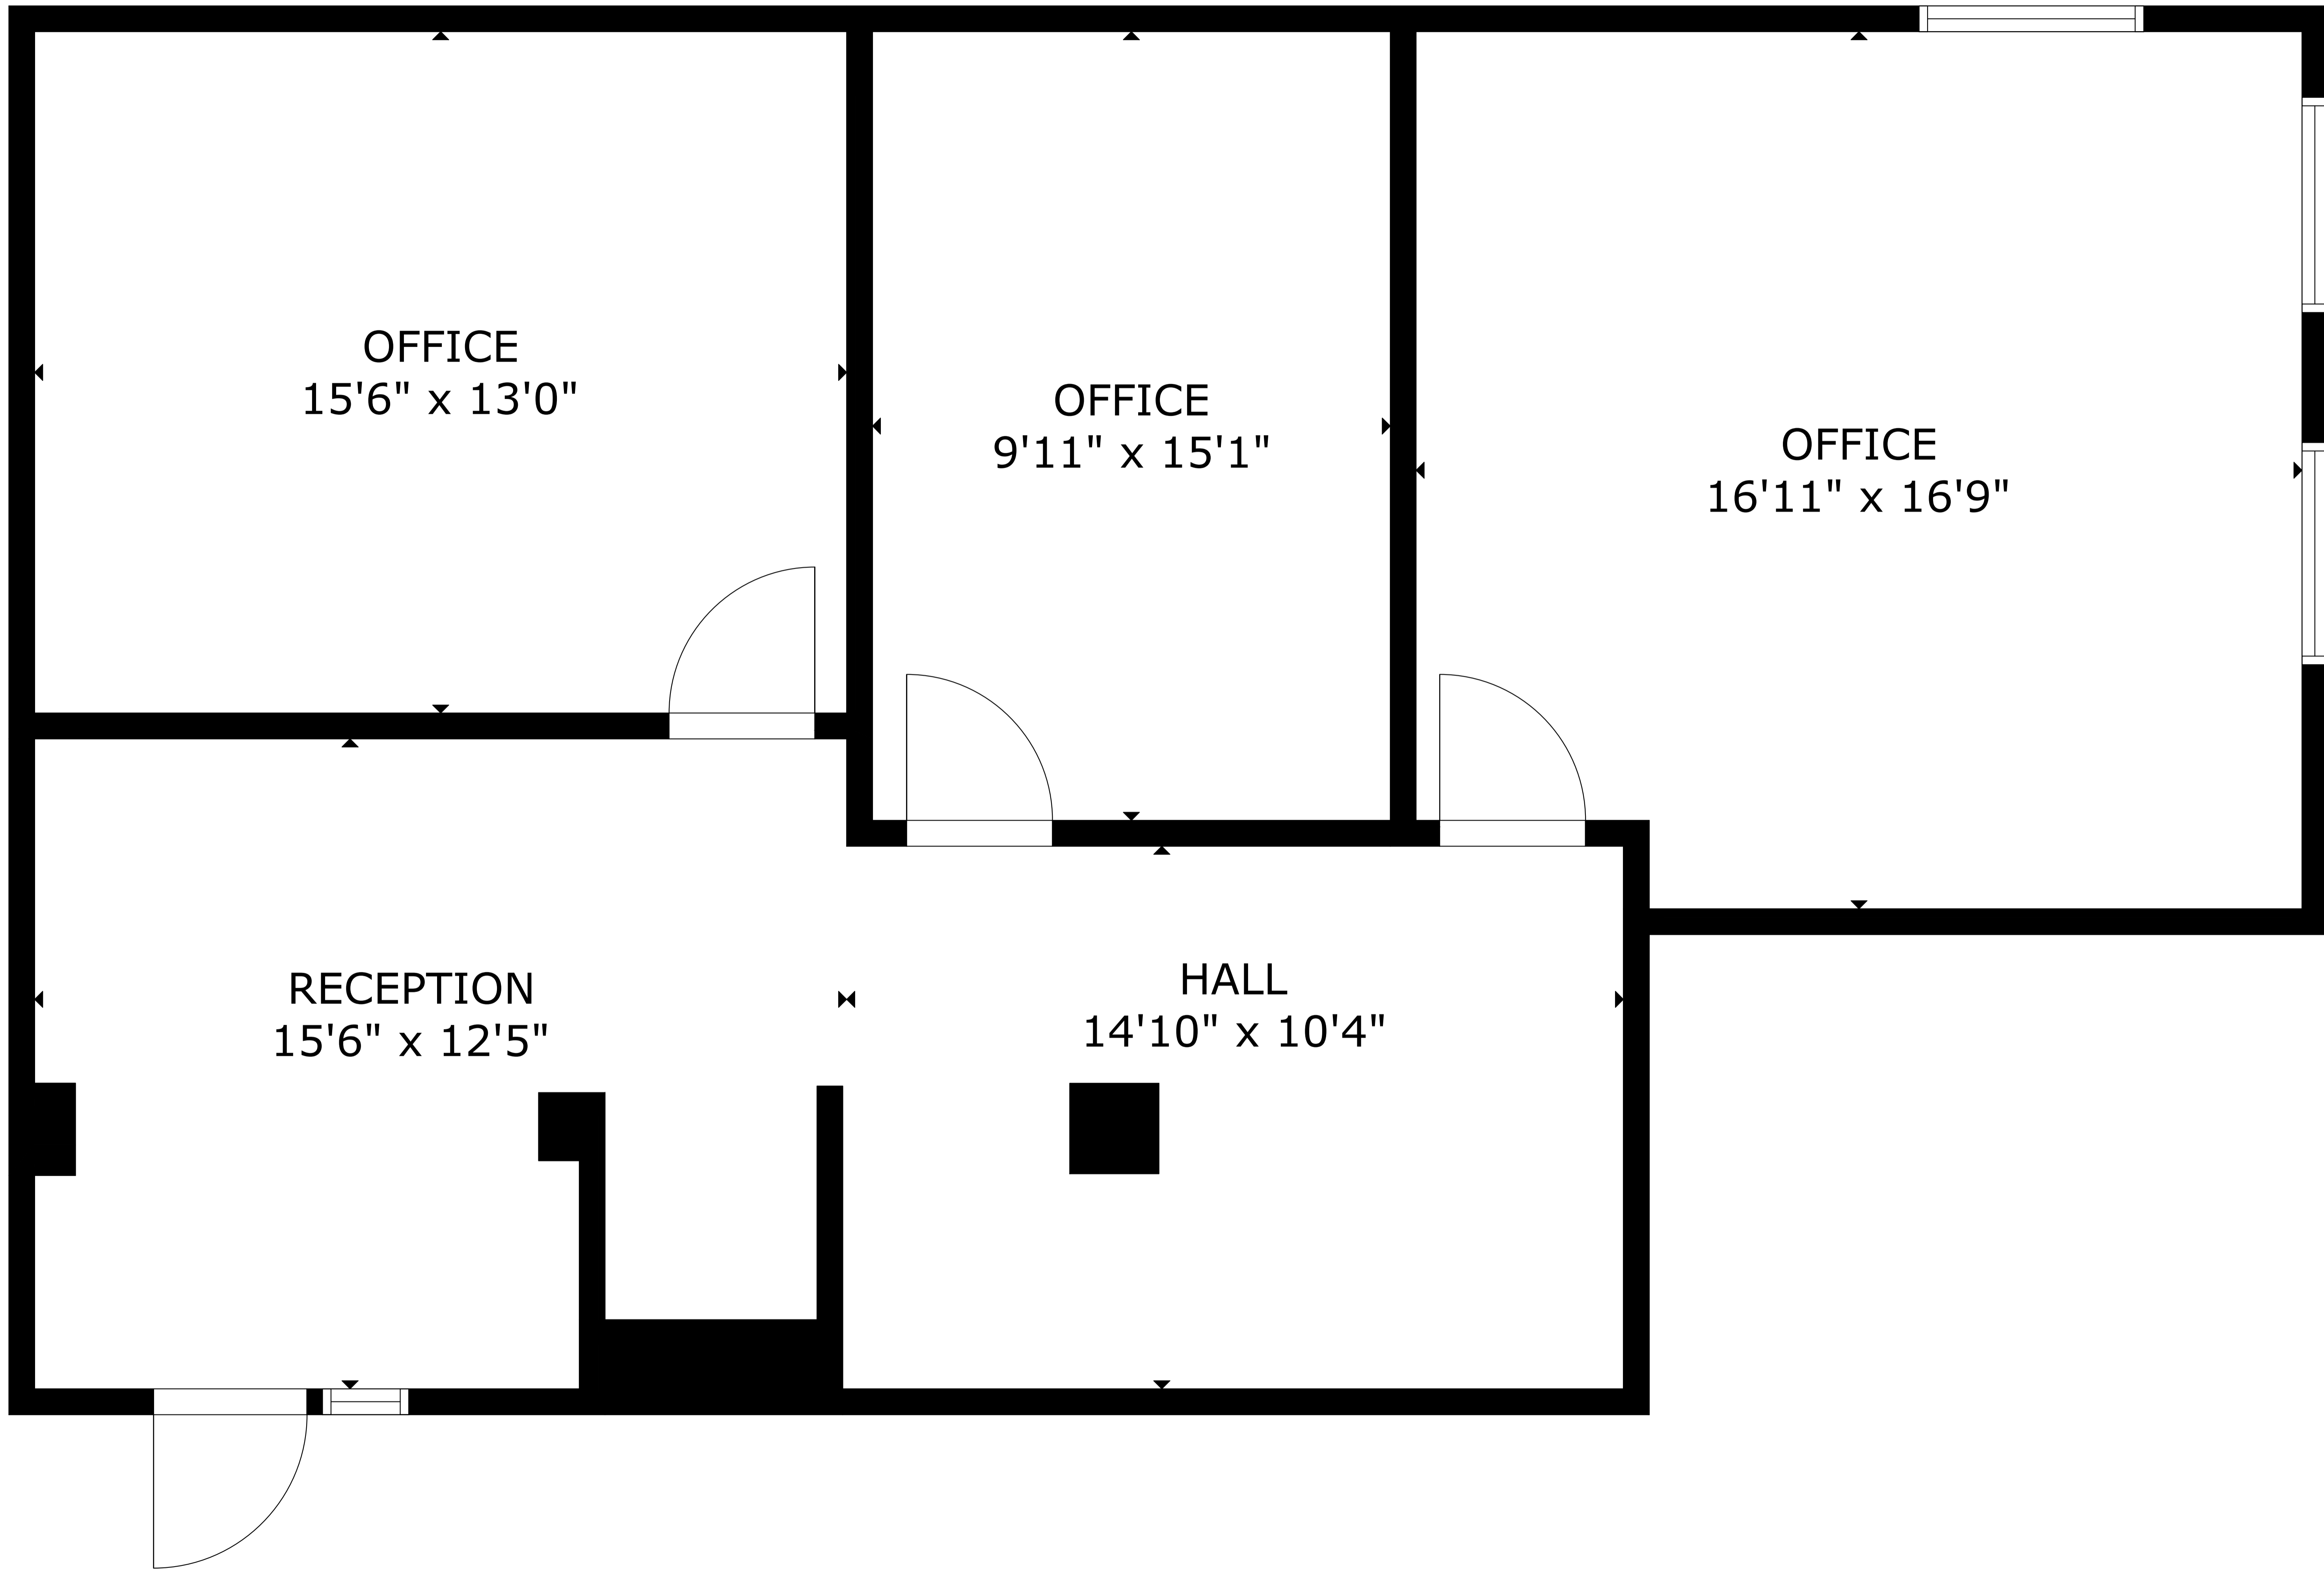 OFFICE
15'6" x 13'0"
OFFICE
9'11" x 15'1"
OFFICE
16'11" x 16'9"
RECEPTION
15'6" x 12'5"
HALL
14'10" x 10'4"